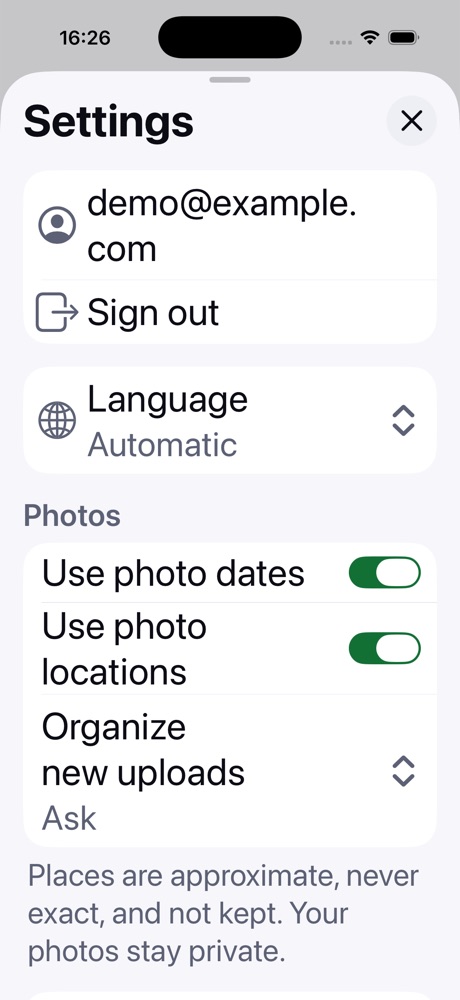 16:26
Settings
demo@example.
com
Sign out
Language
Automatic
Photos
Use photo dates
Use photo
locations
Organize
new uploads
Ask
Places are approximate, never
exact, and not kept. Your
photos stay private.